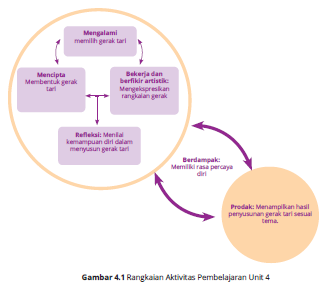 Mengalami
memilih gerak tari
Mencipta
Membentuk gerak
tari
Bekerja dan
berfikir artistik:
Mengekspresikan
rangkaian gerak
Refleksi: Menilai
kemampuan diri dalam
menyusun gerak tari
Berdampak:
Memiliki rasa percaya
diri
Prodak: Menampilkan hasil
penyusunan gerak tari sesuai
tema.
Gambar 4.1 Rangkaian Aktivitas Pembelajaran Unit 4